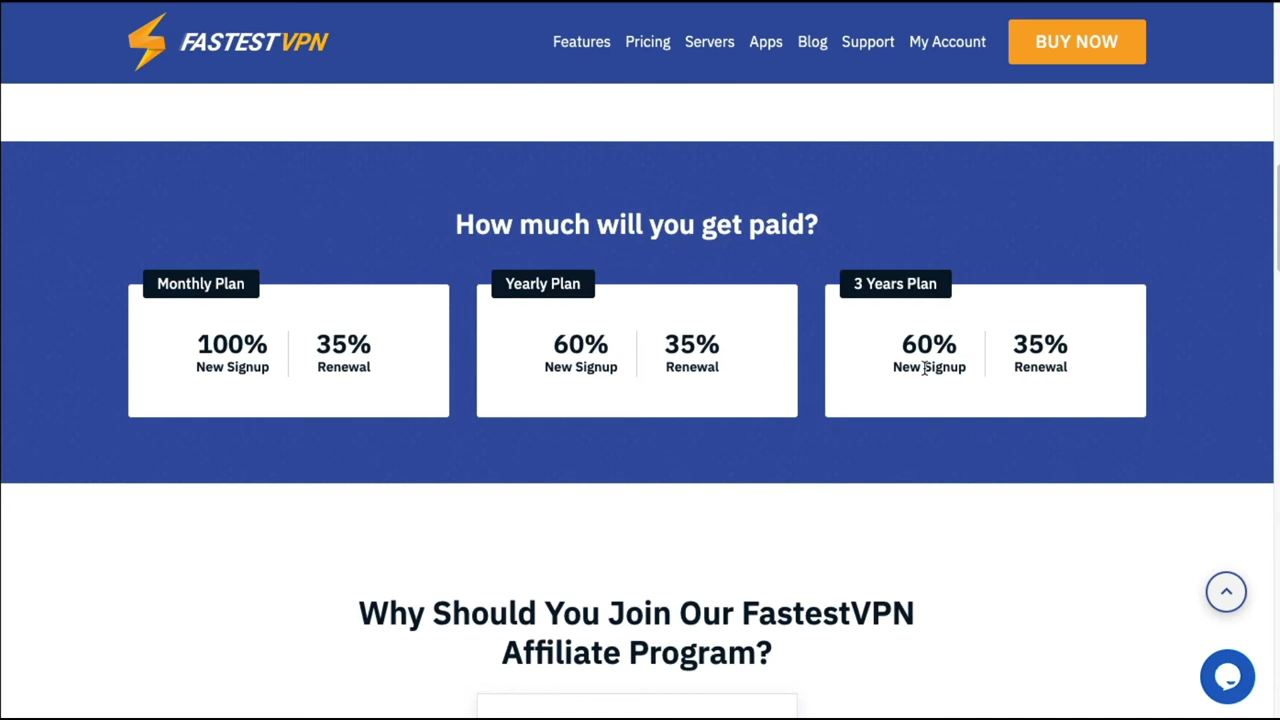 FASTESTVPN
Features Pricing Servers Apps Blog Support My Account BUY NOW
How much will you get paid?
Monthly Plan
100% 35%
New Signup Renewal
Yearly Plan
60% 35%
New Signup Renewal
3 Years Plan
60% 35%
New Signup Renewal
Why Should You Join Our FastestVPN
Affiliate Program?